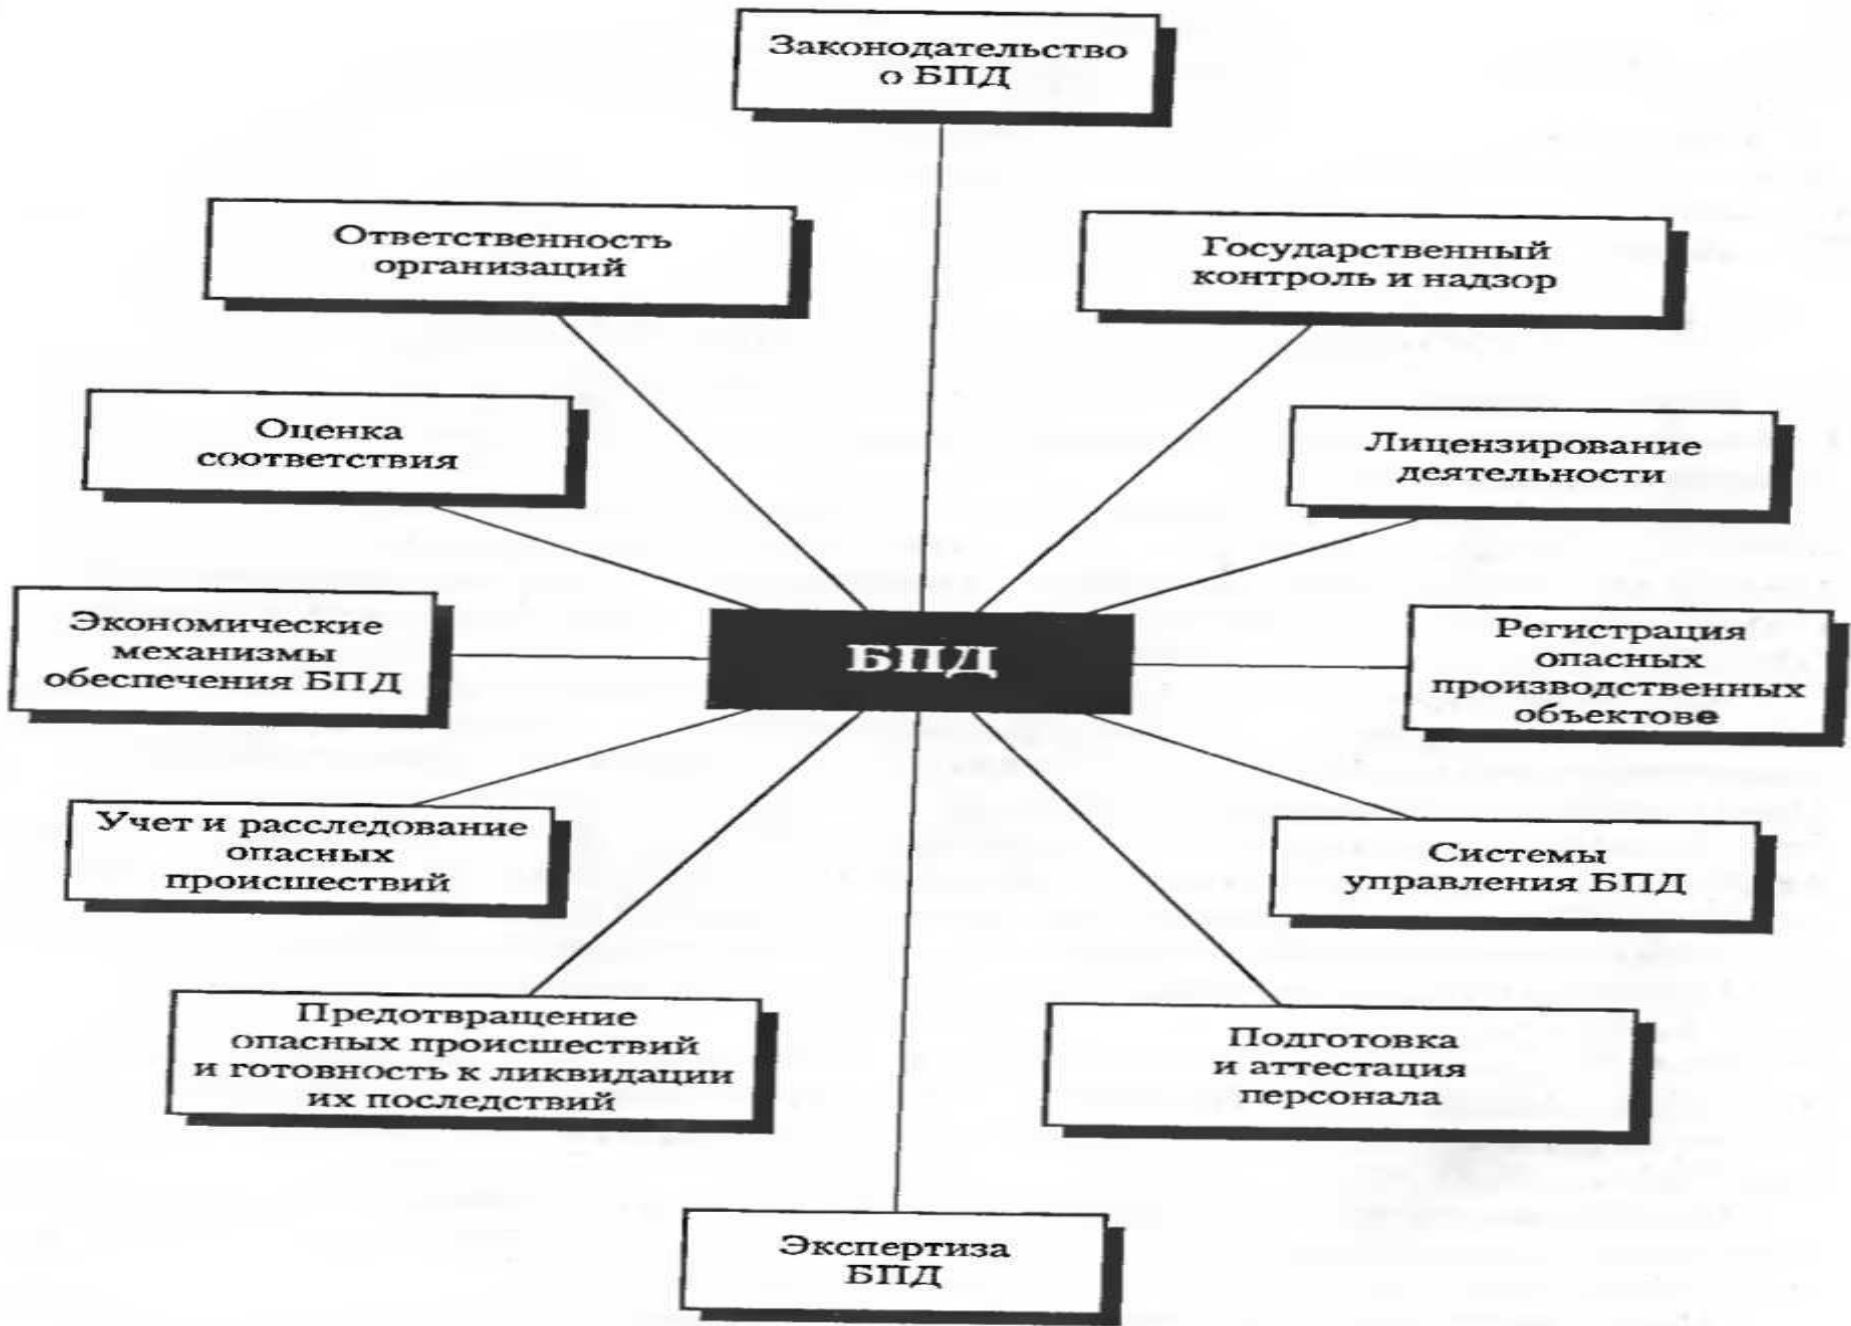 Законодательство
о БПД
Ответственность
организаций
Государственный
контроль и надзор
Оценка
соответствия
Лицензирование
деятельности
Экономические
механизмы
обеспечения БПД
БПД
Регистрация
опасных
производственных
объектове
Учет и расследование
опасных
происшествий
Системы
управления БПД
Предотвращение
опасных происшествий
и готовность к ликвидации
их последствий
Подготовка
и аттестация
персонала
Экспертиза
БПД